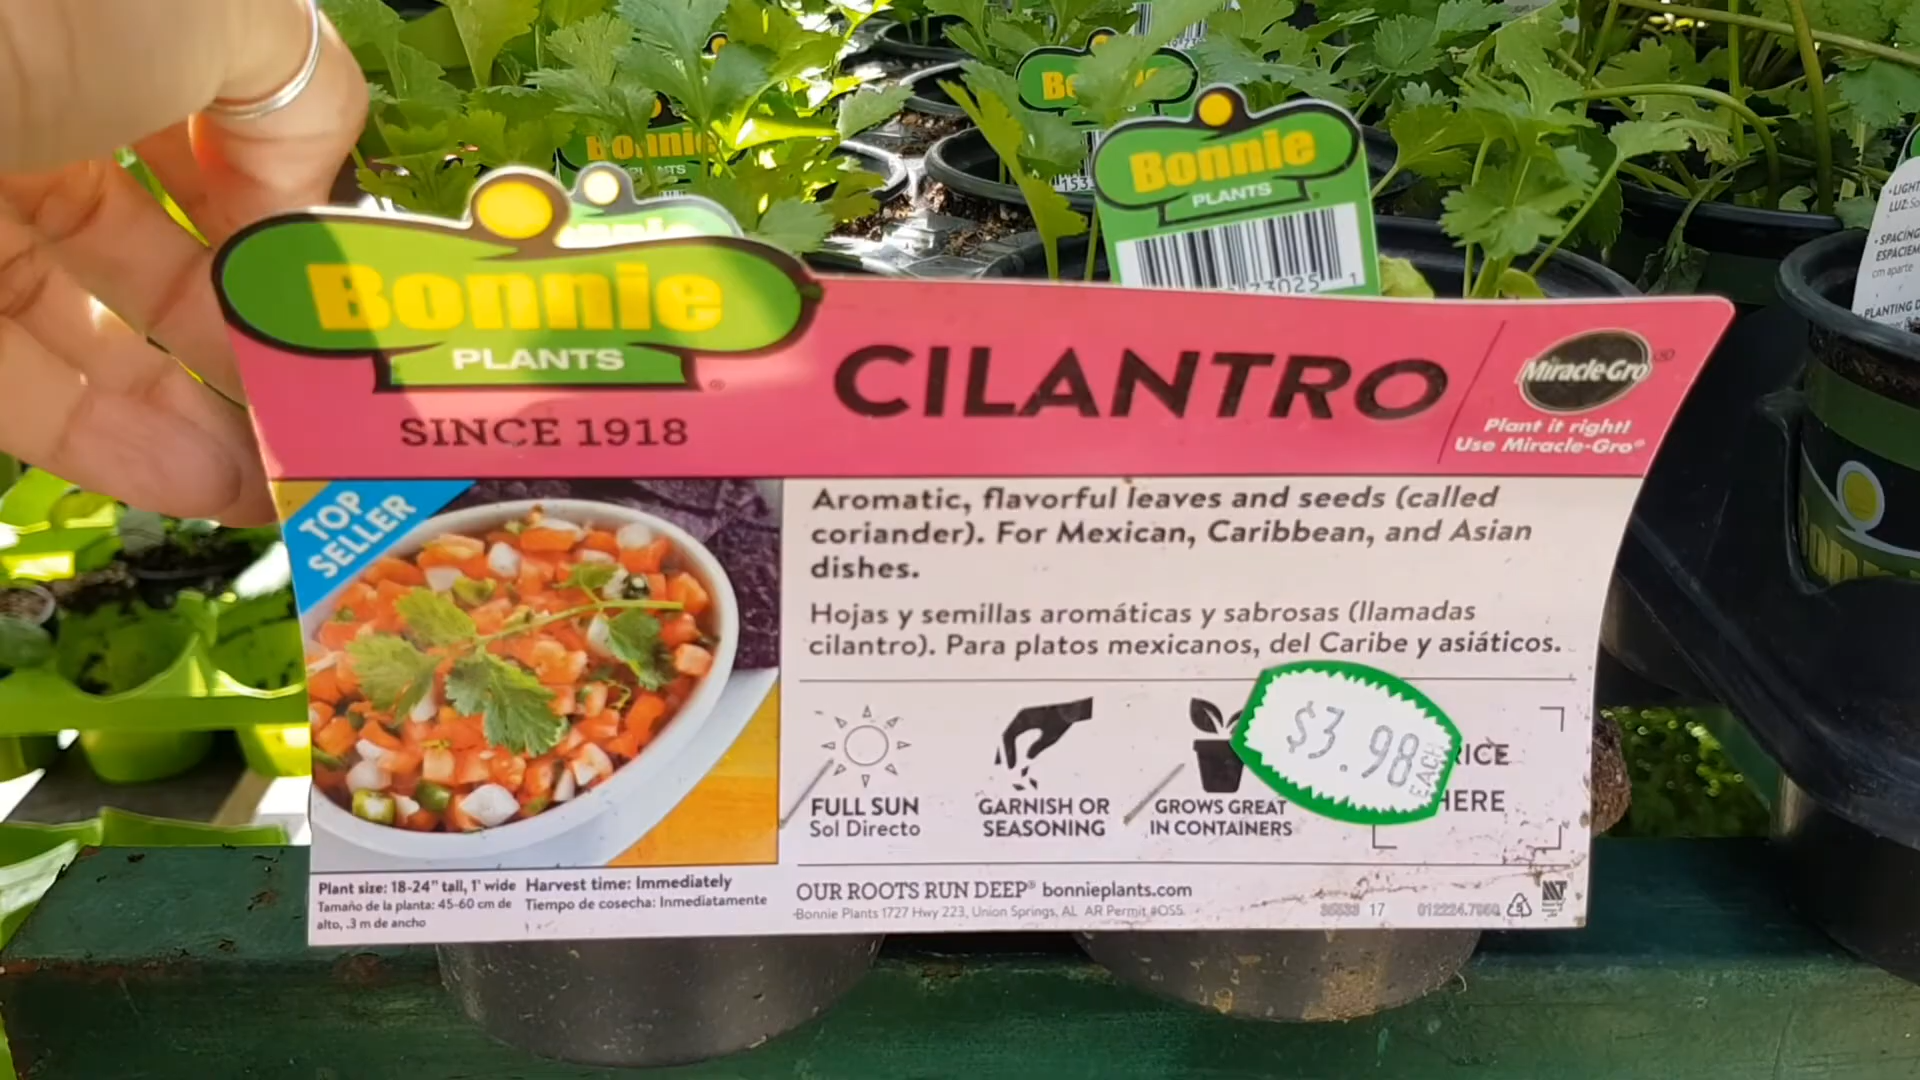 Bonnie
PLANTS
Bonnie
PLANTS
Bonnie
PLANTS
SINCE 1918
CILANTRO
Miracle-Gro
Plant it right!
Use Miracle-Gro®
TOP
SELLER
Aromatic, flavorful leaves and seeds (called
coriander). For Mexican, Caribbean, and Asian
dishes.
Hojas y semillas aromáticas y sabrosas (llamadas
cilantro). Para platos mexicanos, del Caribe y asiáticos.
FULL SUN
Sol Directo
GARNISH OR
SEASONING
GROWS GREAT
IN CONTAINERS
$3.98
EACH
HERE
Plant size: 18-24" tall, 1' wide
Tamaño de la planta: 45-60 cm de
alto, .3 m de ancho
Harvest time: Immediately
Tiempo de cosecha: Inmediatamente
OUR ROOTS RUN DEEP® bonnieplants.com
Bonnie Plants 1727 Hwy 223, Union Springs, AL AR Permit #OSS
17
PLANTING